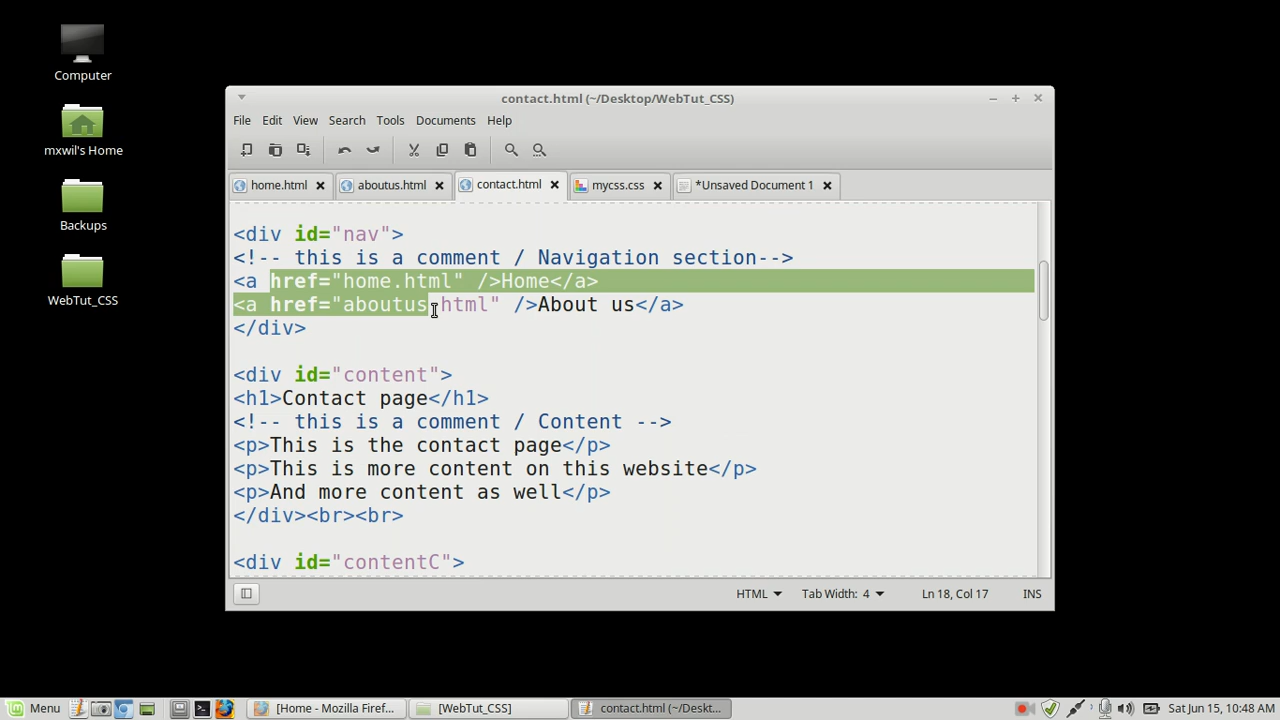 Computer
mxwil's Home
Backups
WebTut_CSS
contact.html (~/Desktop/WebTut_CSS)
File Edit View Search Tools Documents Help
home.html aboutus.html contact.html mycss.css *Unsaved Document 1
<div id="nav">
<!-- this is a comment / Navigation section-->
<a href="home.html" />Home</a>
<a href="aboutus.html" />About us</a>
</div>
<div id="content">
<h1>Contact page</h1>
<!-- this is a comment / Content -->
<p>This is the contact page</p>
<p>This is more content on this website</p>
<p>And more content as well</p>
</div><br><br>
<div id="contentC">
HTML Tab Width: 4 Ln 18, Col 17 INS
Menu [Home - Mozilla Firef... [WebTut_CSS] contact.html (~/Deskt... Sat Jun 15, 10:48 AM